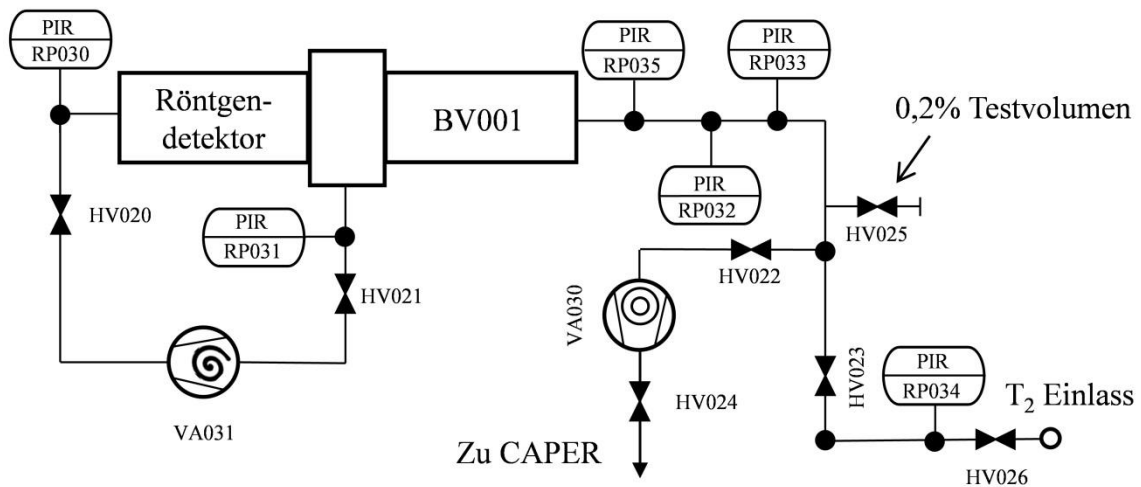 PIR
RP030
Röntgen-
detektor
BV001
PIR
RP035
PIR
RP033
0,2% Testvolumen
PIR
RP032
HV020
PIR
RP031
HV025
HV022
HV021
VA030
HV023
PIR
RP034
T₂ Einlass
HV024
VA031
Zu CAPER
HV026